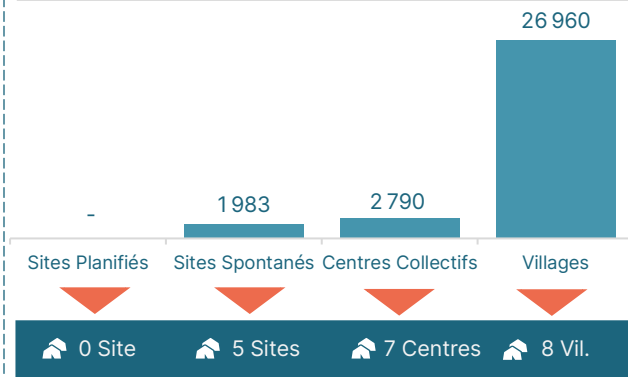 26 960
1 983
2 790
-
Sites Planifiés
Sites Spontanés
Centres Collectifs
Villages
0 Site
5 Sites
7 Centres
8 Vil.